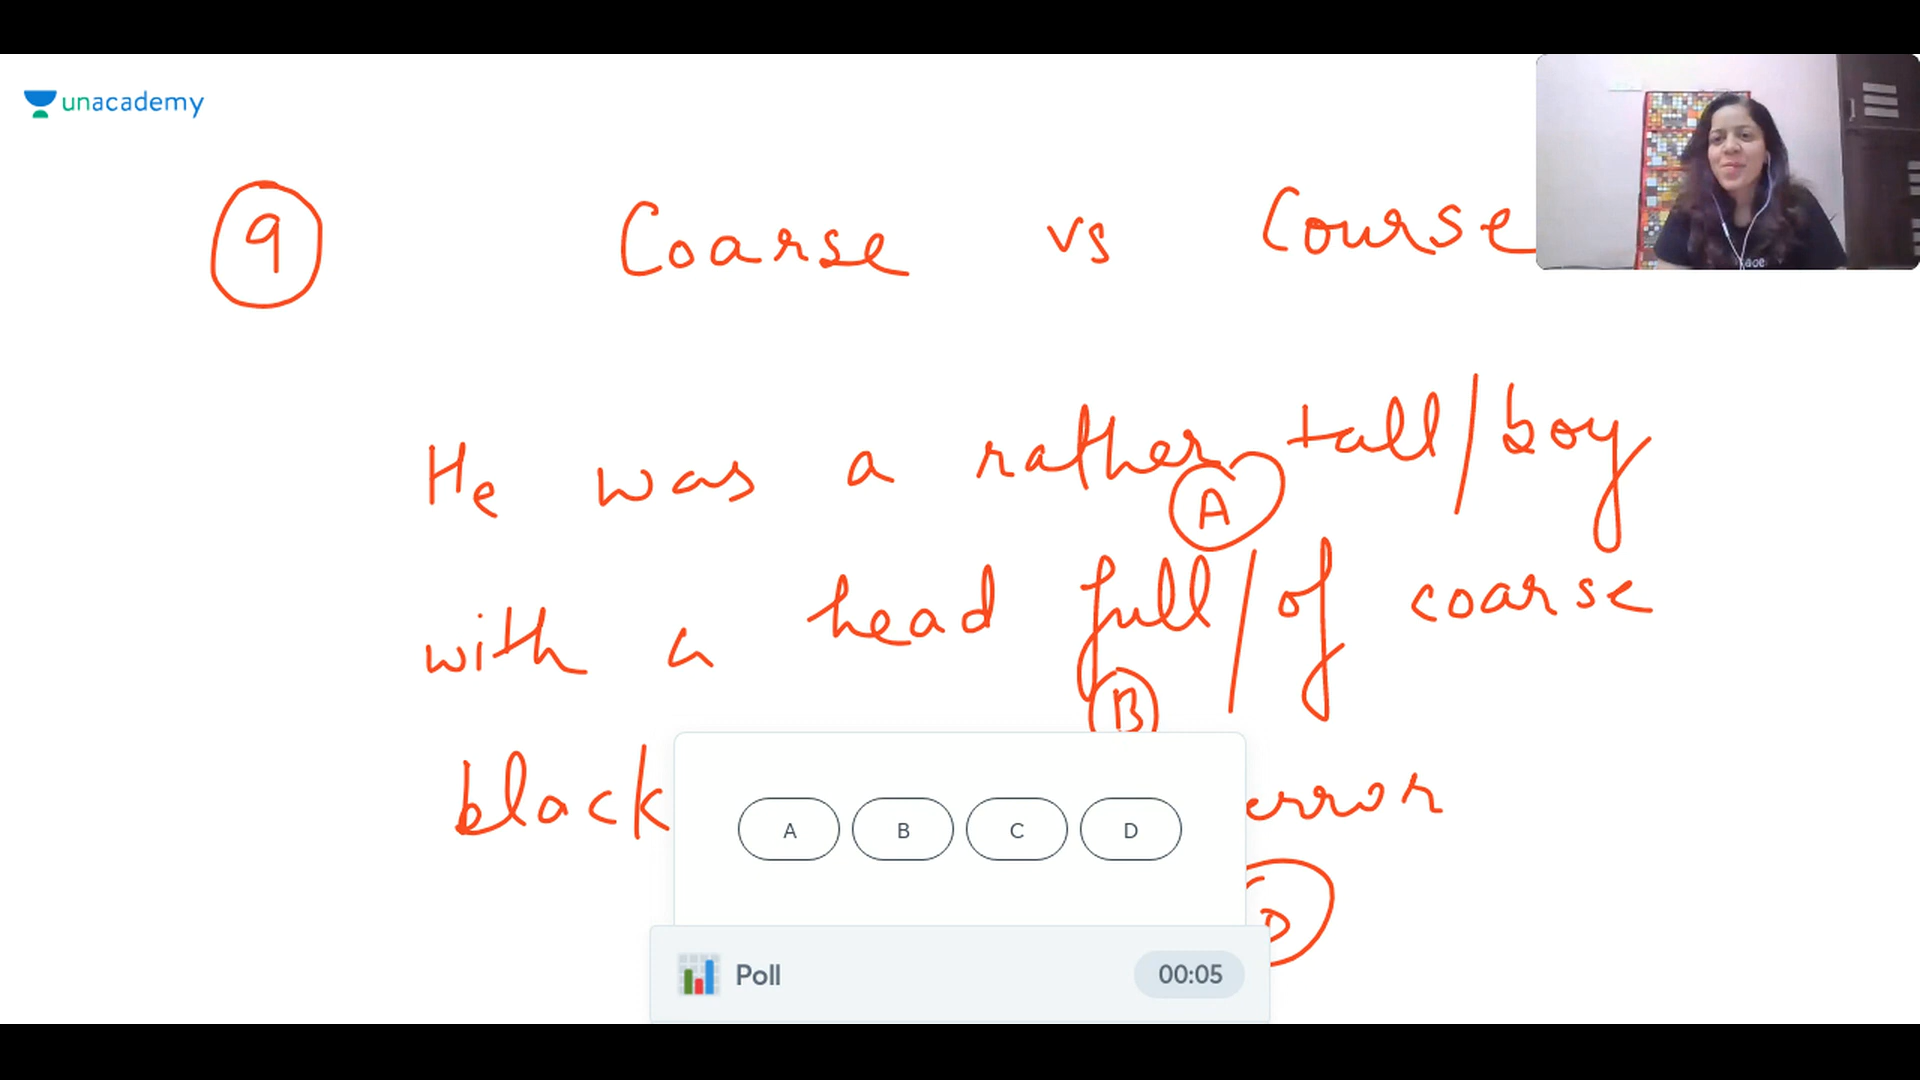 unacademy
9 Coarse vs Course
He was a rather tall/boy
A
with a head full/of coarse
B
black error
A B C D
D
Poll 00:05